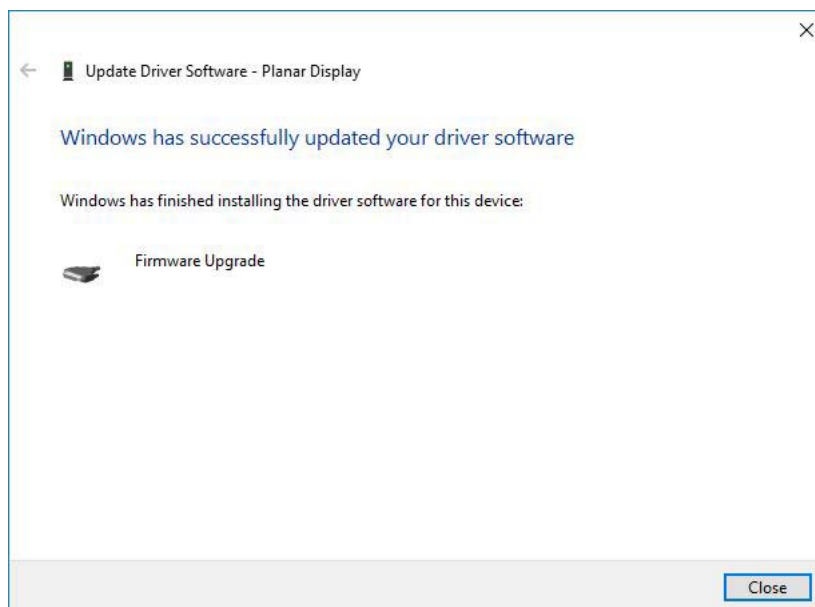 Update Driver Software - Planar Display
Windows has successfully updated your driver software
Windows has finished installing the driver software for this device:
Firmware Upgrade
Close